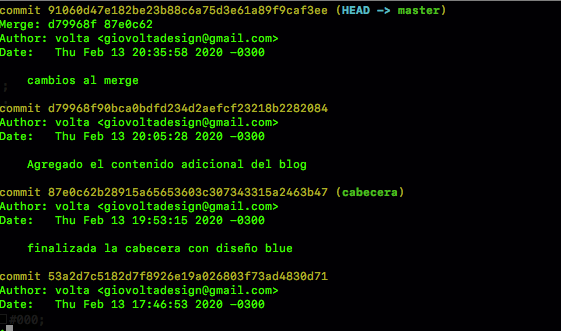 commit 91060d47e182be23b88c6a75d3e61a89f9caf3ee (HEAD -> master)
Merge: d79968f 87e0c62
Author: volta <giovoltadesign@gmail.com>
Date:   Thu Feb 13 20:35:58 2020 -0300
    cambios al merge
commit d79968f90bca0bdfd234d2aefcf23218b2282084
Author: volta <giovoltadesign@gmail.com>
Date:   Thu Feb 13 20:05:28 2020 -0300
    Agregado el contenido adicional del blog
commit 87e0c62b28915a65653603c307343315a2463b47 (cabecera)
Author: volta <giovoltadesign@gmail.com>
Date:   Thu Feb 13 19:53:15 2020 -0300
    finalizada la cabecera con diseño blue
commit 53a2d7c5182d7f8926e19a026803f73ad4830d71
Author: volta <giovoltadesign@gmail.com>
Date:   Thu Feb 13 17:46:53 2020 -0300
#000;
: